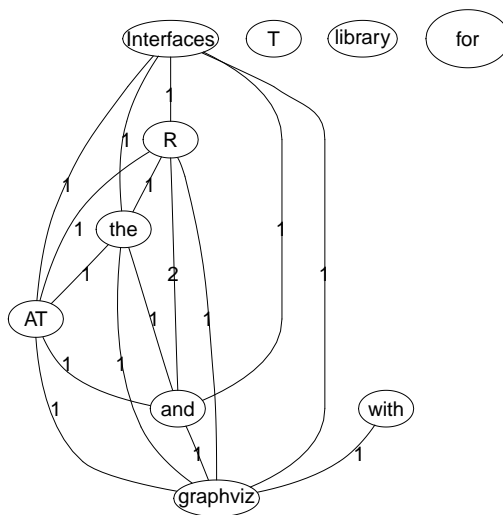 Interfaces T library for
1
R
1 1
1 1
the
1 2 1 1
AT
1 1 1 1
1
and with
1 1
graphviz